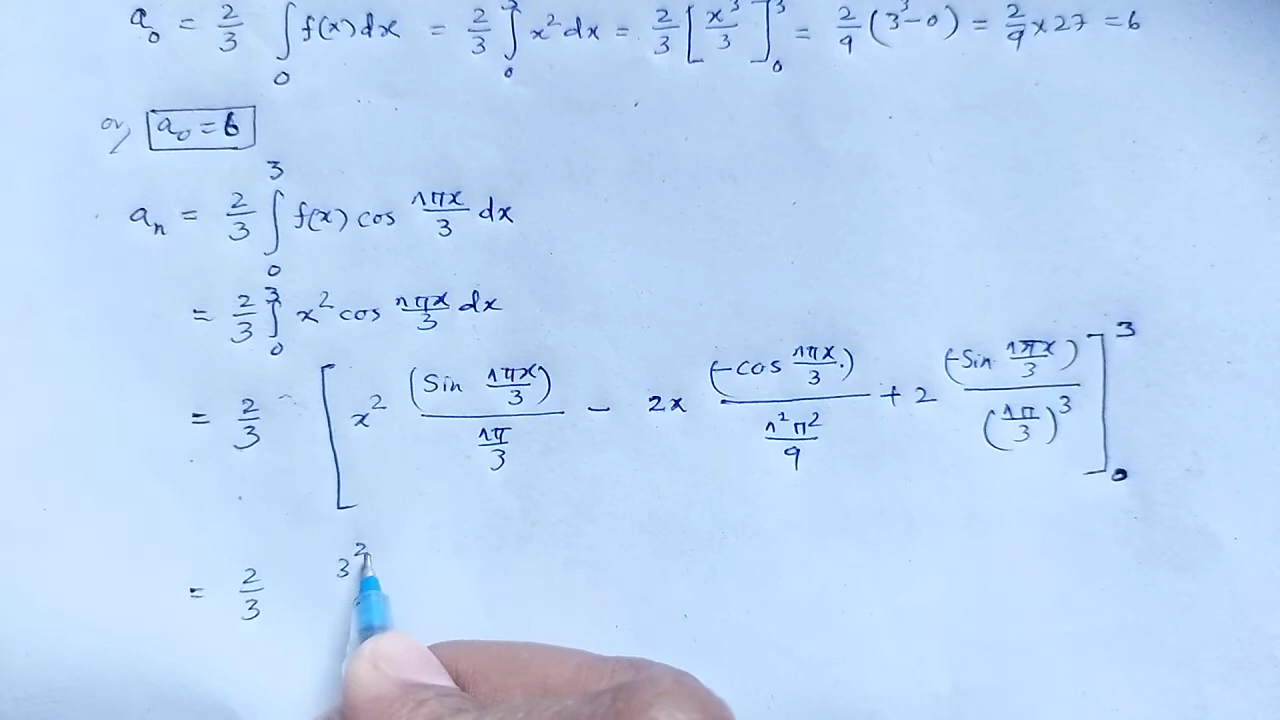 a₀ = 2/3 ∫₀ f(x) dx = 2/3 ∫₀³ x² dx = 2/3 [x³/3]₀³ = 2/9 (3³-0) = 2/9 × 27 = 6
or, a₀ = 6
aₙ = 2/3 ∫₀³ f(x) cos nπx/3 dx
= 2/3 ∫₀³ x² cos nπx/3 dx
= 2/3 [x² (Sin nπx/3)/(nπ/3) - 2x (-cos nπx/3.)/(n²π²/9) + 2 (-Sin nπx/3)/(nπ/3)³]₀³
= 2/3 3²